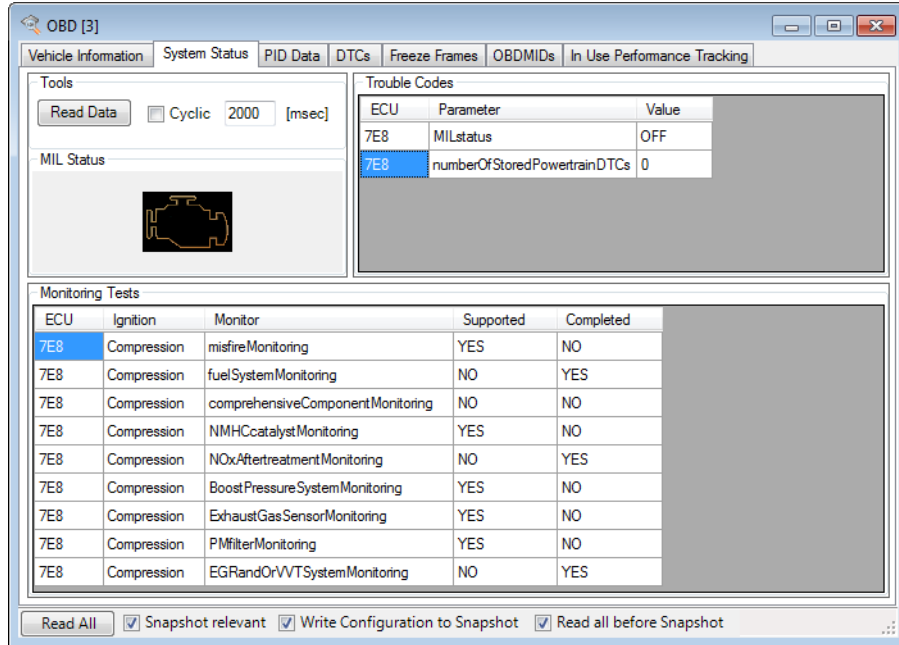 OBD [3]
Vehicle Information System Status PID Data DTCs Freeze Frames OBDMIDs In Use Performance Tracking
Tools
Read Data Cyclic 2000 [msec]
MIL Status
Trouble Codes
ECU Parameter Value
7E8 MILstatus OFF
7E8 numberOfStoredPowertrainDTCs 0
Monitoring Tests
ECU Ignition Monitor Supported Completed
7E8 Compression misfireMonitoring YES NO
7E8 Compression fuelSystemMonitoring NO YES
7E8 Compression comprehensiveComponentMonitoring NO NO
7E8 Compression NMHCcatalystMonitoring YES NO
7E8 Compression NOxAftertreatmentMonitoring NO YES
7E8 Compression BoostPressureSystemMonitoring YES NO
7E8 Compression ExhaustGasSensorMonitoring YES NO
7E8 Compression PMfilterMonitoring YES NO
7E8 Compression EGRandOrVVTSystemMonitoring NO YES
Read All Snapshot relevant Write Configuration to Snapshot Read all before Snapshot